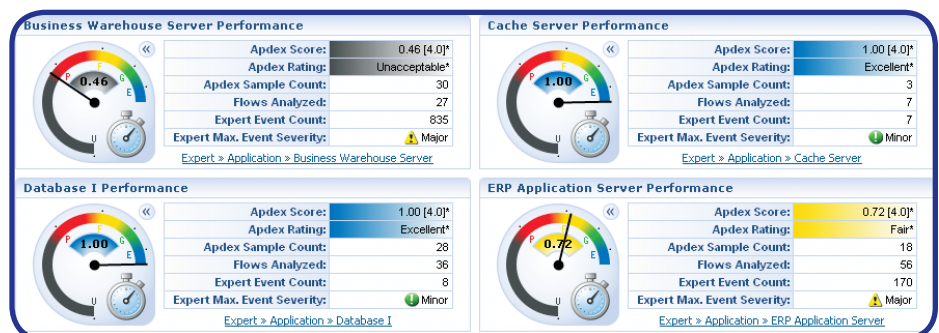 Business Warehouse Server Performance
P F G E U
0.46
Apdex Score: 0.46 [4.0]*
Apdex Rating: Unacceptable*
Apdex Sample Count: 30
Flows Analyzed: 27
Expert Event Count: 835
Expert Max. Event Severity: Major
Expert » Application » Business Warehouse Server
Cache Server Performance
P F G E U
1.00
Apdex Score: 1.00 [4.0]*
Apdex Rating: Excellent*
Apdex Sample Count: 3
Flows Analyzed: 7
Expert Event Count: 7
Expert Max. Event Severity: Minor
Expert » Application » Cache Server
Database I Performance
P F G E U
1.00
Apdex Score: 1.00 [4.0]*
Apdex Rating: Excellent*
Apdex Sample Count: 28
Flows Analyzed: 36
Expert Event Count: 8
Expert Max. Event Severity: Minor
Expert » Application » Database I
ERP Application Server Performance
P F G E U
0.72
Apdex Score: 0.72 [4.0]*
Apdex Rating: Fair*
Apdex Sample Count: 18
Flows Analyzed: 56
Expert Event Count: 170
Expert Max. Event Severity: Major
Expert » Application » ERP Application Server